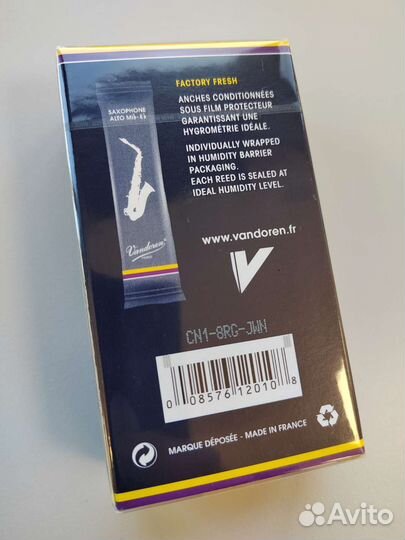 FACTORY FRESH
SAXOPHONE
ALTO Mib- Eb
ANCHES CONDITIONNÉES
SOUS FILM PROTECTEUR
GARANTISSANT UNE
HYGROMÉTRIE IDÉALE.
INDIVIDUALLY WRAPPED
IN HUMIDITY BARRIER
PACKAGING.
EACH REED IS SEALED AT
IDEAL HUMIDITY LEVEL.
Vandoren
PARIS
www.vandoren.fr
V
CN1-8RG-JWN
0 08576 12010 8
MARQUE DÉPOSÉE - MADE IN FRANCE
Avito